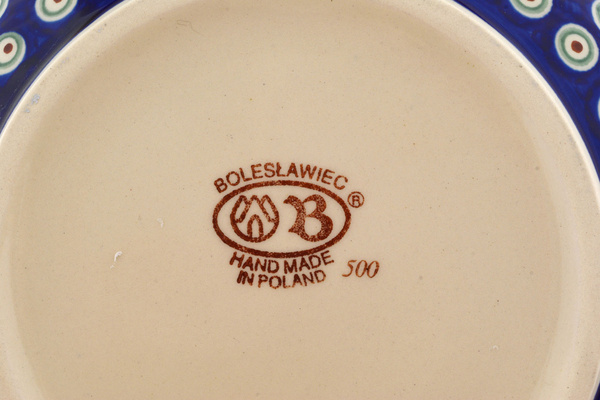 BOLESŁAWIEC
B ®
HAND MADE
IN POLAND 500